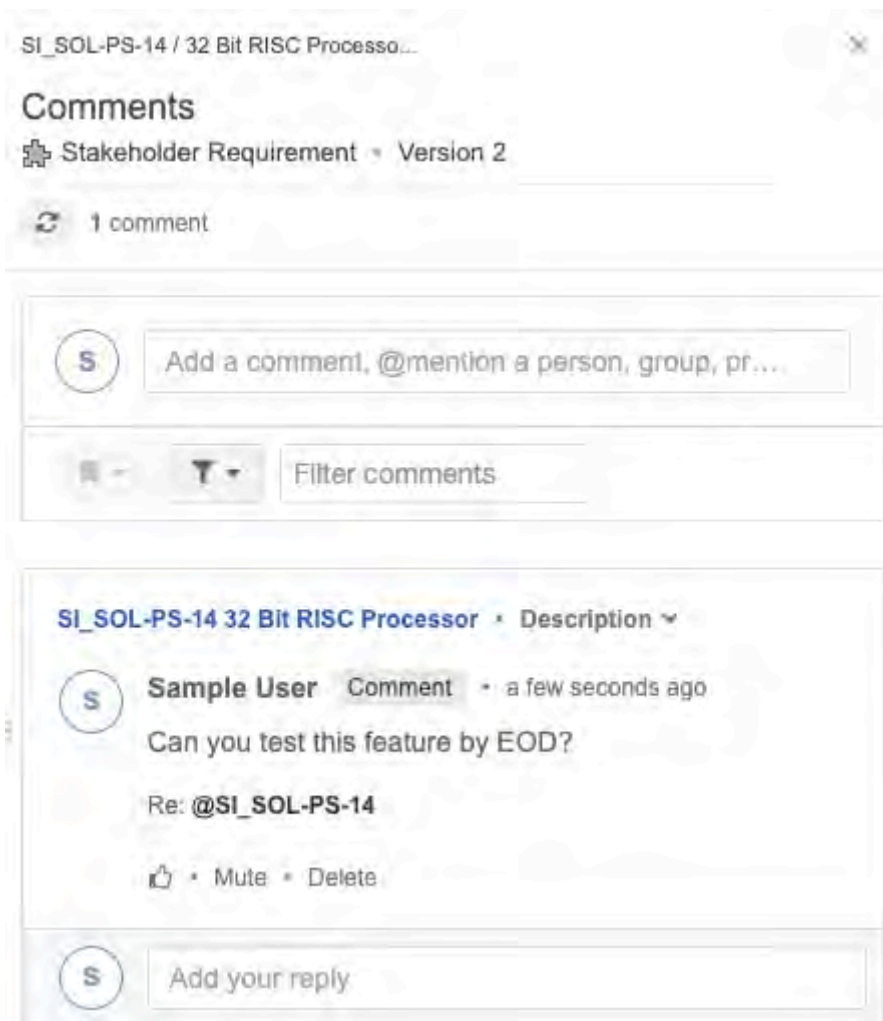 SI_SOL-PS-14 / 32 Bit RISC Processo...
Comments
Stakeholder Requirement • Version 2
1 comment
S
Add a comment, @mention a person, group, pr...
Filter comments
SI_SOL-PS-14 32 Bit RISC Processor • Description
S
Sample User Comment • a few seconds ago
Can you test this feature by EOD?
Re: @SI_SOL-PS-14
• Mute • Delete
S
Add your reply